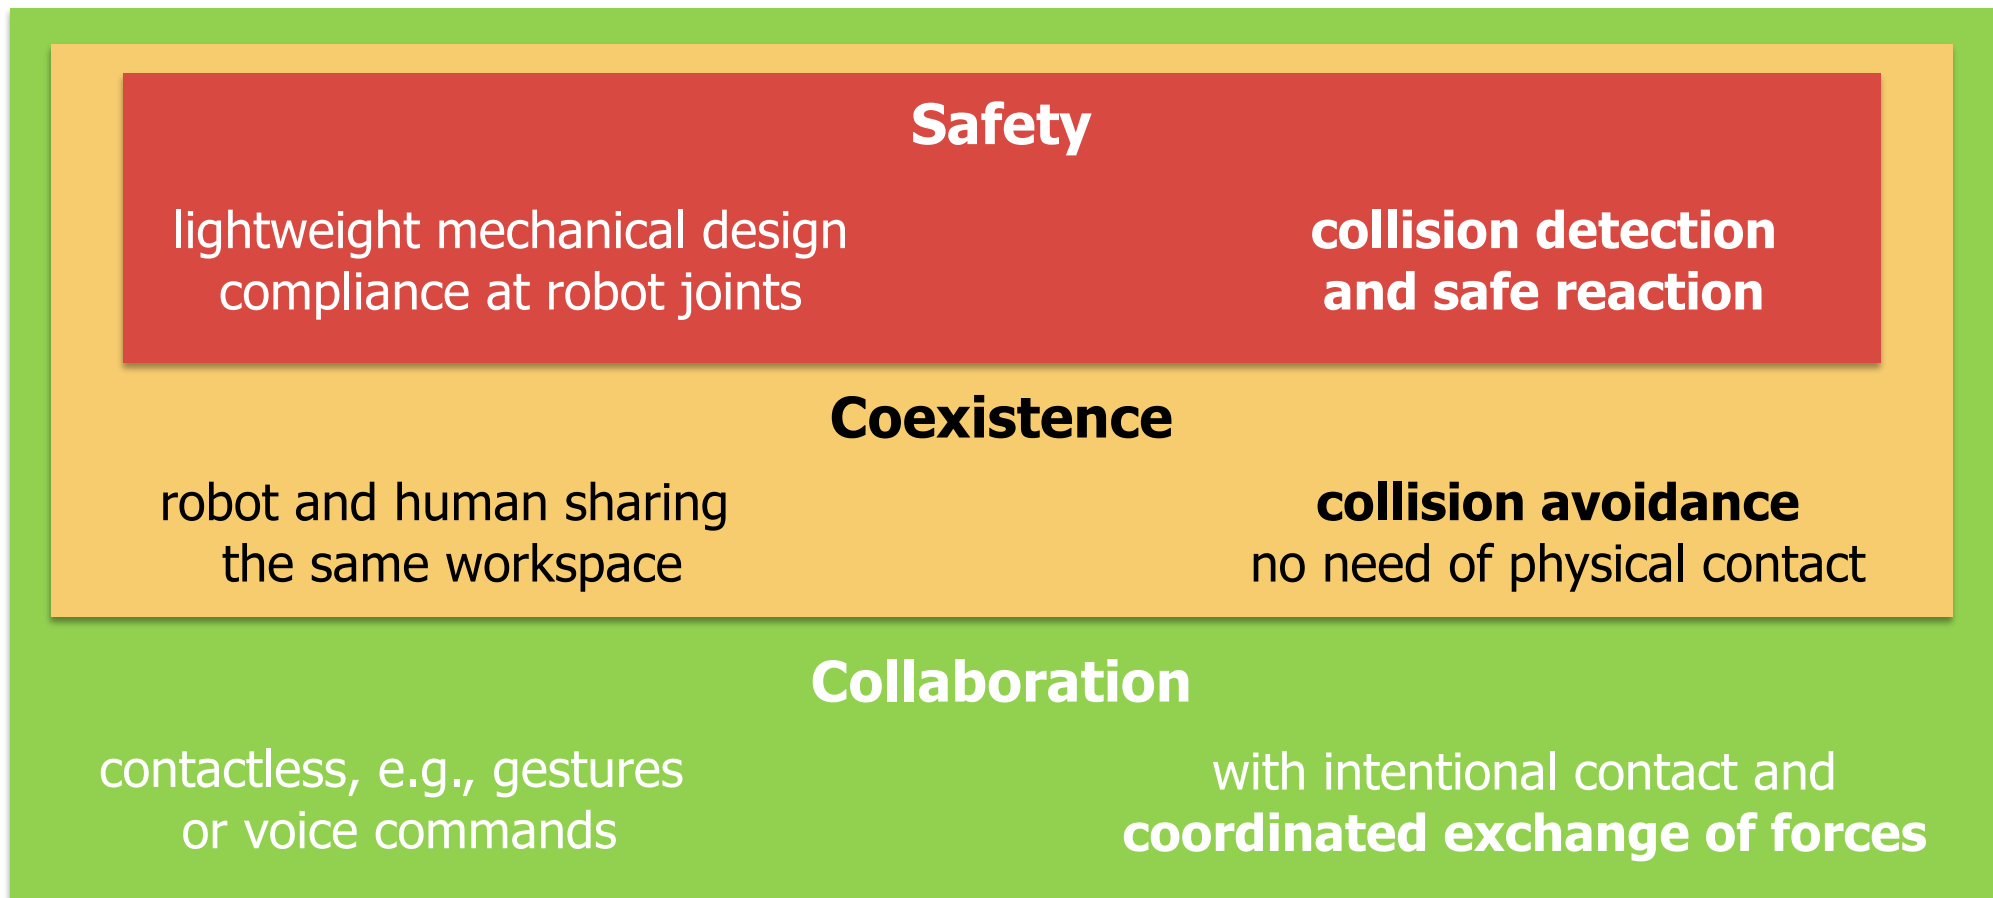 Safety
lightweight mechanical design
compliance at robot joints
collision detection
and safe reaction
Coexistence
robot and human sharing
the same workspace
collision avoidance
no need of physical contact
Collaboration
contactless, e.g., gestures
or voice commands
with intentional contact and
coordinated exchange of forces